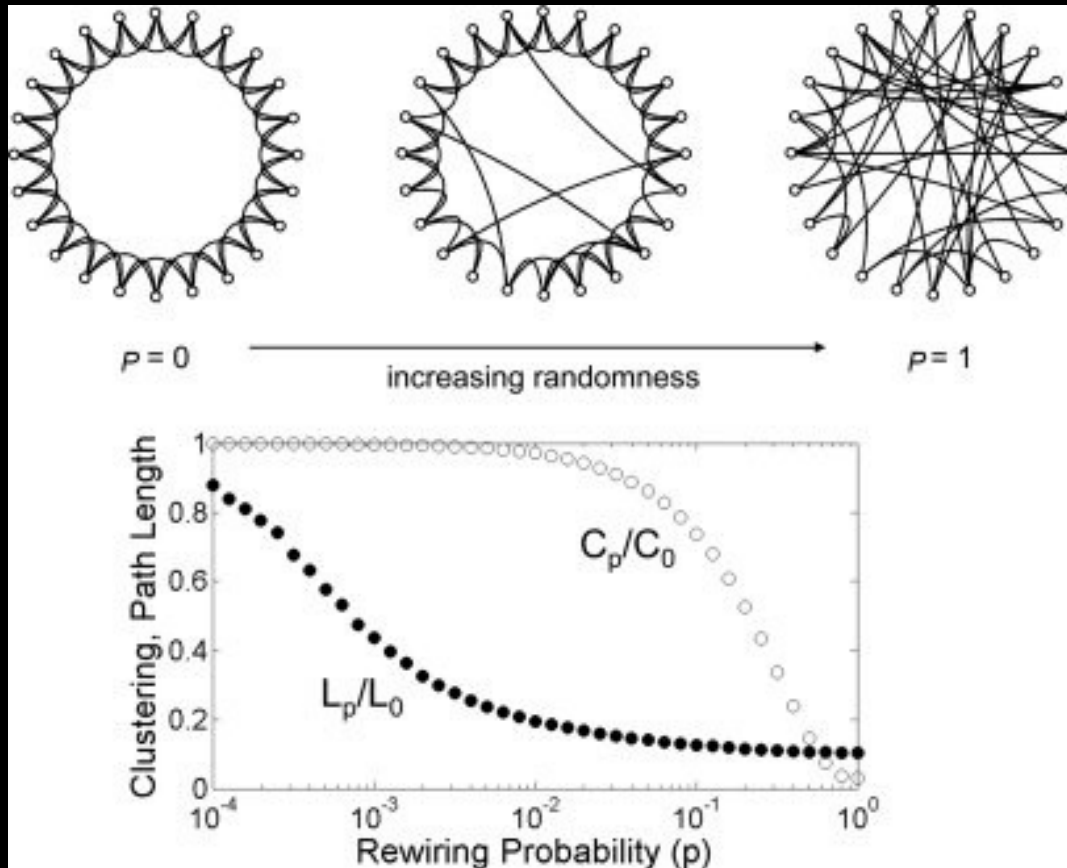 P = 0
increasing randomness
P = 1
Clustering, Path Length
1
0.8
0.6
0.4
0.2
0
C_p/C_0
L_p/L_0
10^-4
10^-3
10^-2
10^-1
10^0
Rewiring Probability (p)